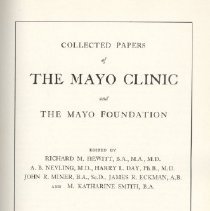 COLLECTED PAPERS
of
THE MAYO CLINIC
and
THE MAYO FOUNDATION
EDITED BY
RICHARD M. HEWITT, B.A., M.A., M.D.
A. B. NEVLING, M.D., HARRY L. DAY, Ph.B., M.D.
JOHN R. MINER, B.A., Sc.D., JAMES R. ECKMAN, A.B.
AND M. KATHARINE SMITH, B.A.